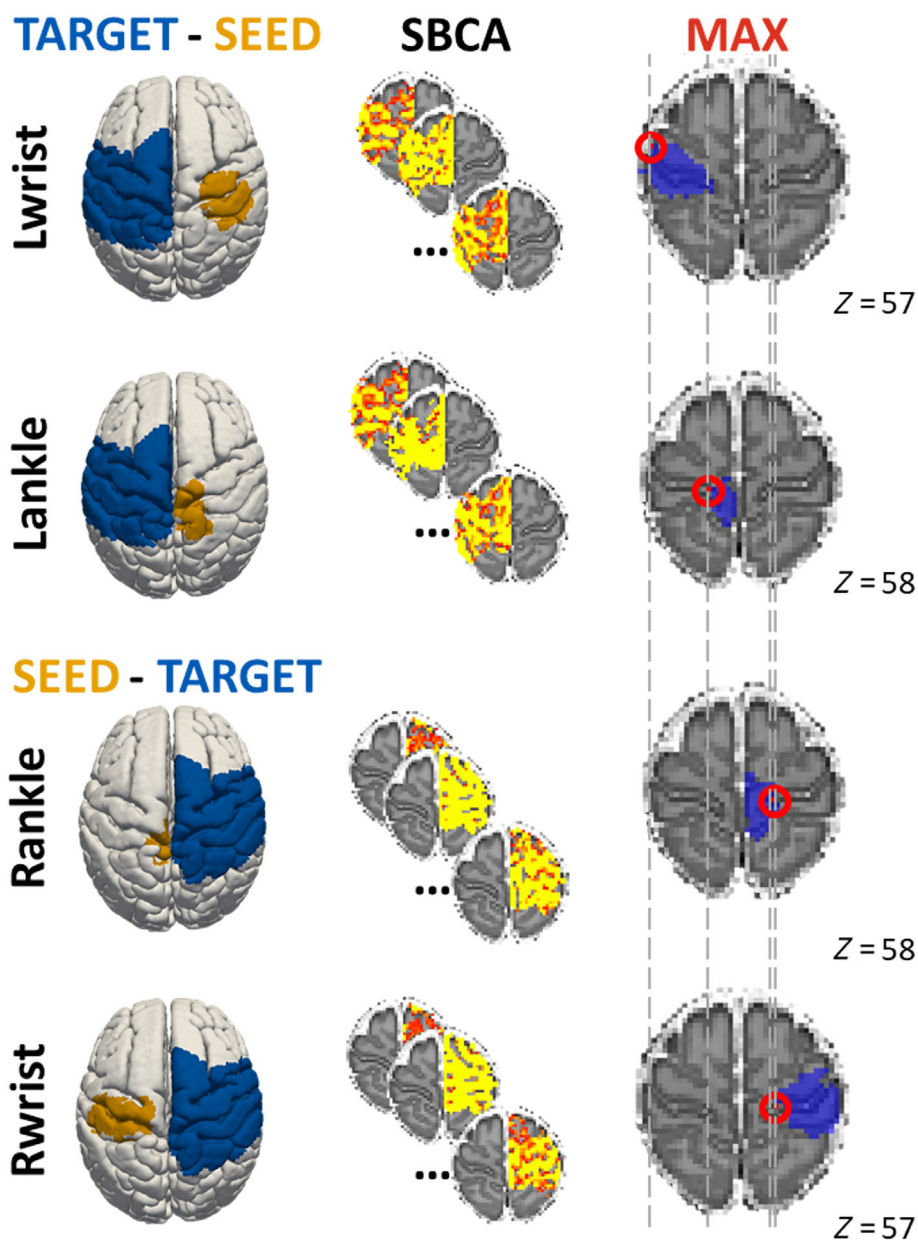 TARGET - SEED SBCA MAX
Lwrist
...
Z = 57
Lankle
...
Z = 58
SEED - TARGET
Rankle
...
Z = 58
Rwrist
...
Z = 57